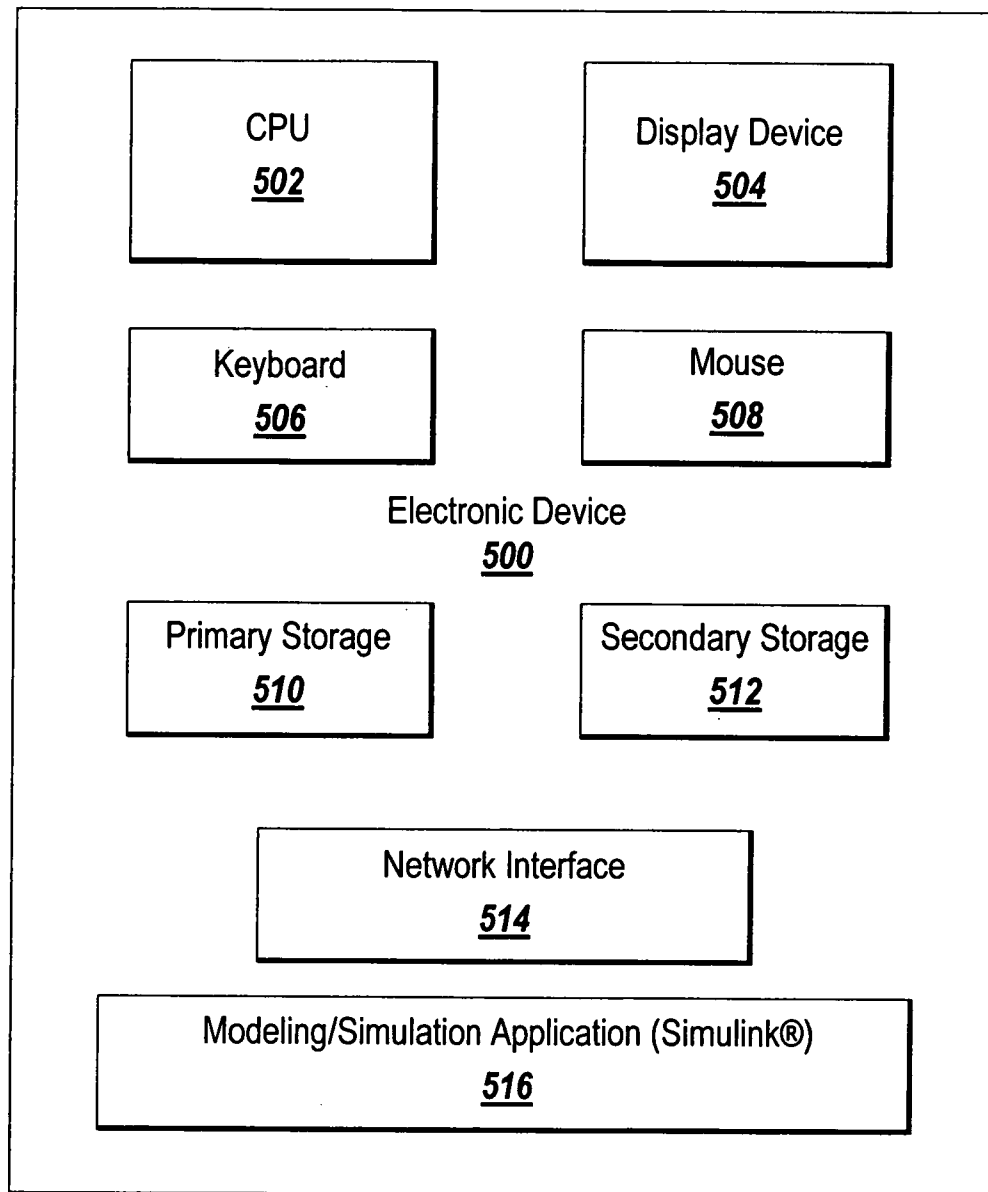 CPU
502
Display Device
504
Keyboard
506
Mouse
508
Electronic Device
500
Primary Storage
510
Secondary Storage
512
Network Interface
514
Modeling/Simulation Application (Simulink®)
516